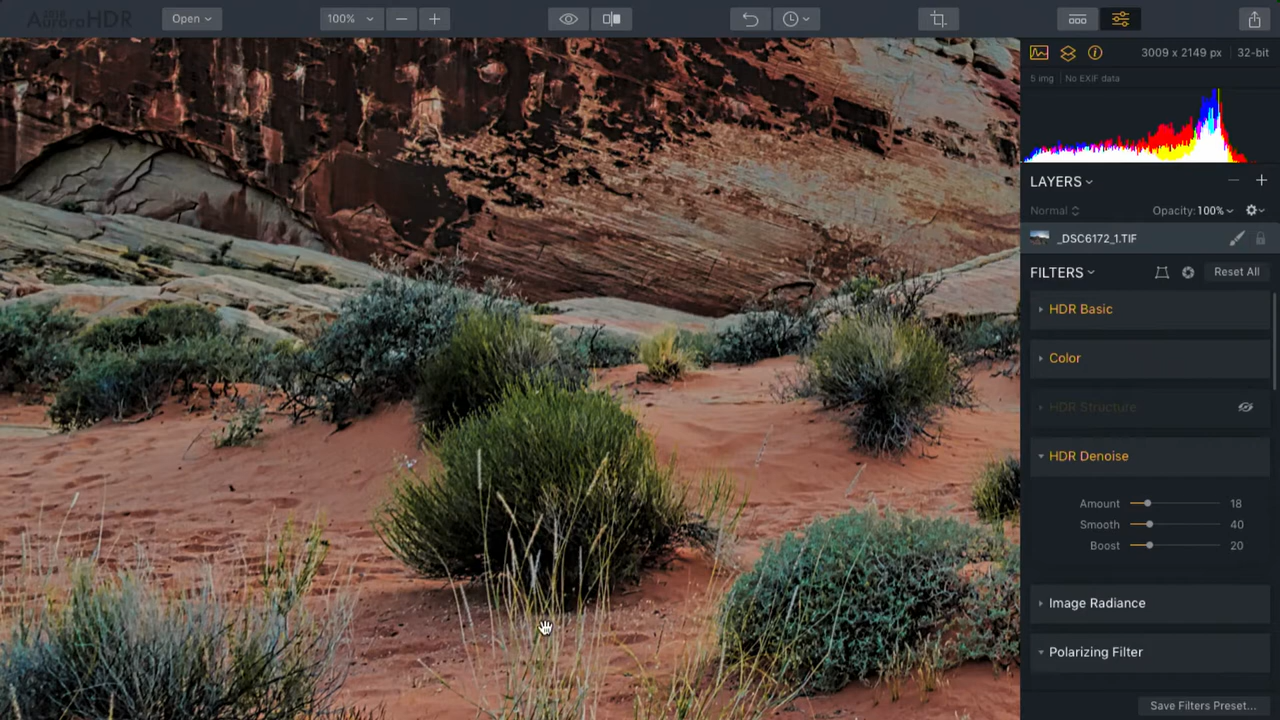 2018
AuroraHDR
Open
100%
3009 x 2149 px
32-bit
5 img
No EXIF data
LAYERS
Normal
Opacity: 100%
_DSC6172_1.TIF
FILTERS
Reset All
HDR Basic
Color
HDR Structure
HDR Denoise
Amount 18
Smooth 40
Boost 20
Image Radiance
Polarizing Filter
Save Filters Preset...